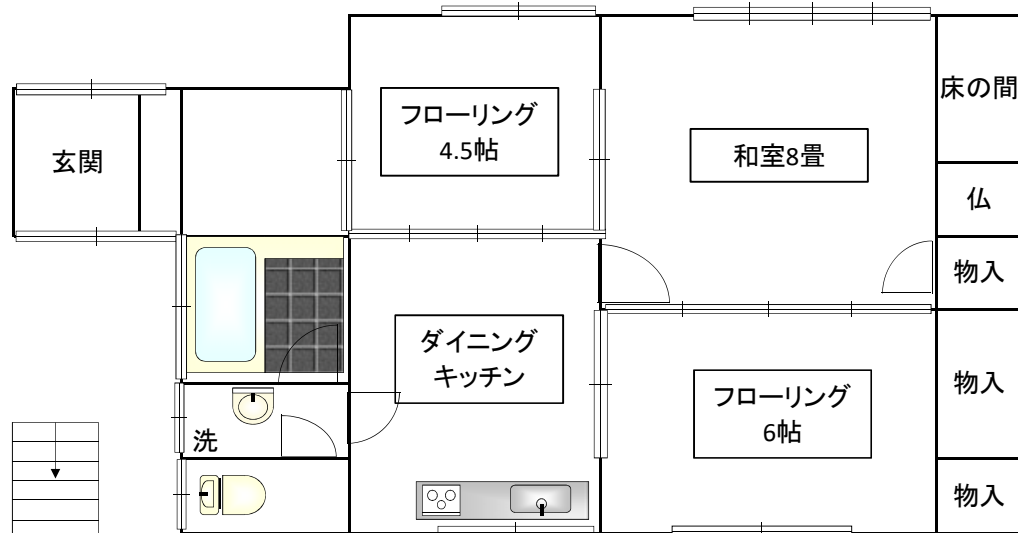 フローリング
4.5帖
和室8畳
床の間
玄関
仏
物入
ダイニング
キッチン
フローリング
6帖
物入
洗
物入